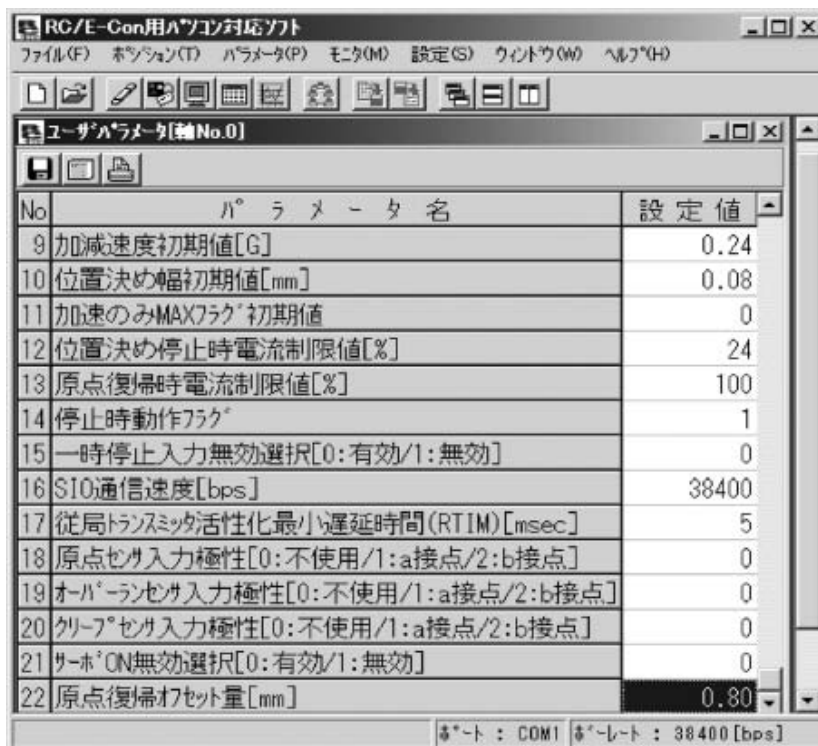 RC/E-Con用ﾊﾟｿｺﾝ対応ｿﾌﾄ
ﾌｧｲﾙ(F) ﾎﾟｼﾞｼｮﾝ(T) ﾊﾟﾗﾒｰﾀ(P) ﾓﾆﾀ(M) 設定(S) ｳｨﾝﾄﾞｳ(W) ﾍﾙﾌﾟ(H)
ﾕｰｻﾞﾊﾟﾗﾒｰﾀ[軸No.0]
No ﾊﾟ ﾗ ﾒ ｰ ﾀ 名 設 定 値
9 加減速度初期値[G] 0.24
10 位置決め幅初期値[mm] 0.08
11 加速のみMAXﾌﾗｸﾞ初期値 0
12 位置決め停止時電流制限値[%] 24
13 原点復帰時電流制限値[%] 100
14 停止時動作ﾌﾗｸﾞ 1
15 一時停止入力無効選択[0:有効/1:無効] 0
16 SIO通信速度[bps] 38400
17 従局ﾄﾗﾝｽﾐｯﾀ活性化最小遅延時間(RTIM)[msec] 5
18 原点ｾﾝｻ入力極性[0:不使用/1:a接点/2:b接点] 0
19 ｵｰﾊﾞｰﾗﾝｾﾝｻ入力極性[0:不使用/1:a接点/2:b接点] 0
20 ｸﾘｰﾌﾟｾﾝｻ入力極性[0:不使用/1:a接点/2:b接点] 0
21 ｻｰﾎﾞON無効選択[0:有効/1:無効] 0
22 原点復帰ｵﾌｾｯﾄ量[mm] 0.80
ﾎﾟｰﾄ : COM1 ﾎﾞｰﾚｰﾄ : 38400[bps]